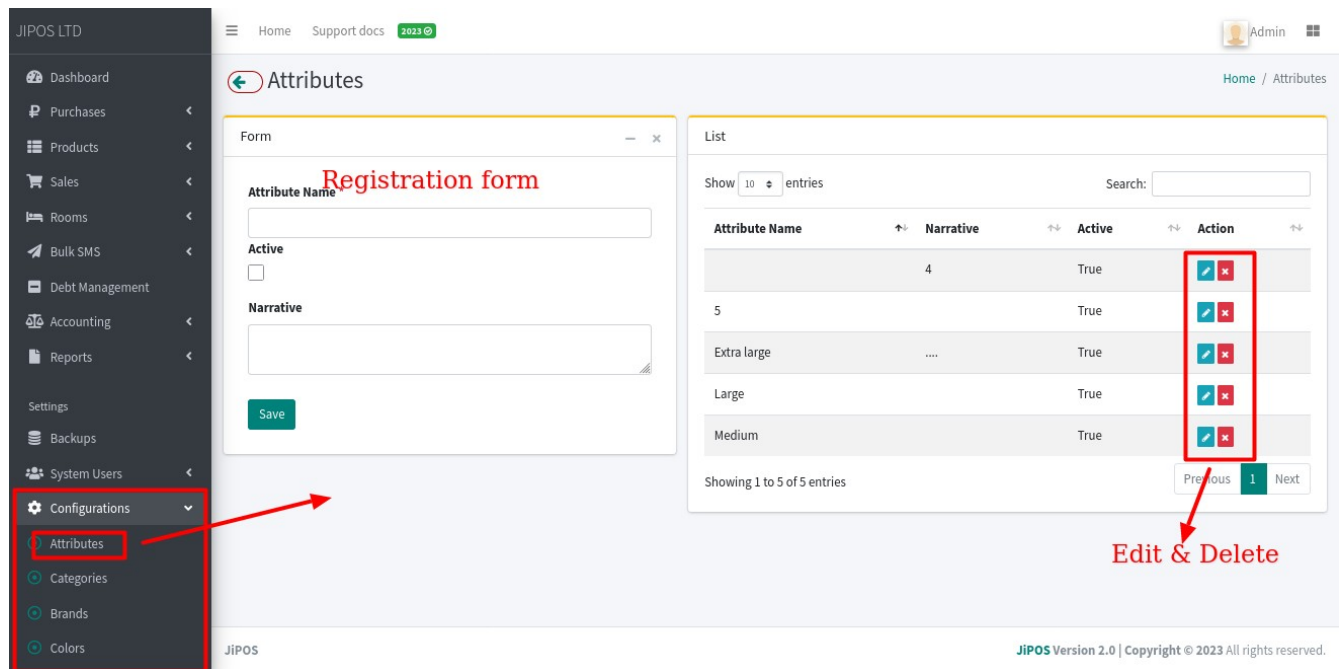 JIPOS LTD
Home Support docs 2023
Admin
Dashboard
Purchases
Products
Sales
Rooms
Bulk SMS
Debt Management
Accounting
Reports
Settings
Backups
System Users
Configurations
Attributes
Categories
Brands
Colors
Attributes
Home / Attributes
Form
Registration form
Attribute Name *
Active
Narrative
Save
List
Show 10 entries
Search:
Attribute Name Narrative Active Action
4 True
5 True
Extra large .... True
Large True
Medium True
Showing 1 to 5 of 5 entries
Previous 1 Next
Edit & Delete
JiPOS
JiPOS Version 2.0 | Copyright © 2023 All rights reserved.